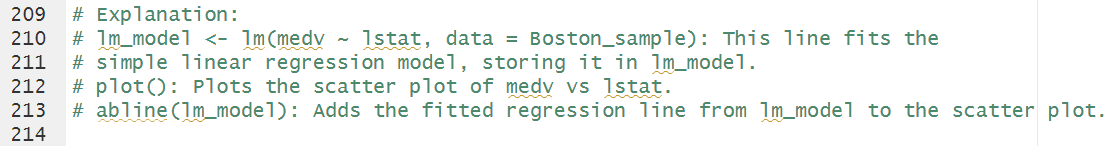 209 # Explanation:
210 # lm_model <- lm(medv ~ lstat, data = Boston_sample): This line fits the
211 # simple linear regression model, storing it in lm_model.
212 # plot(): Plots the scatter plot of medv vs lstat.
213 # abline(lm_model): Adds the fitted regression line from lm_model to the scatter plot.
214